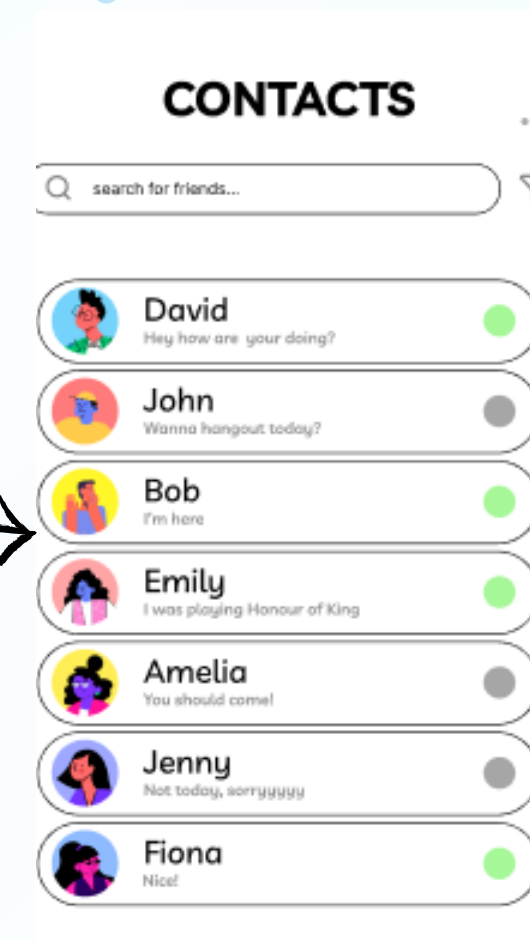 CONTACTS
search for friends...
David
Hey how are your doing?
John
Wanna hangout today?
Bob
I'm here
Emily
I was playing Honour of King
Amelia
You should come!
Jenny
Not today, sorryyyyy
Fiona
Nice!